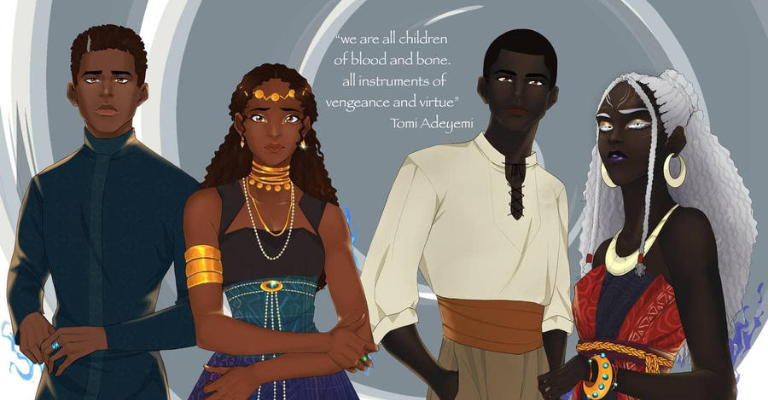 "we are all children
of blood and bone.
all instruments of
vengeance and virtue"
Tomi Adeyemi